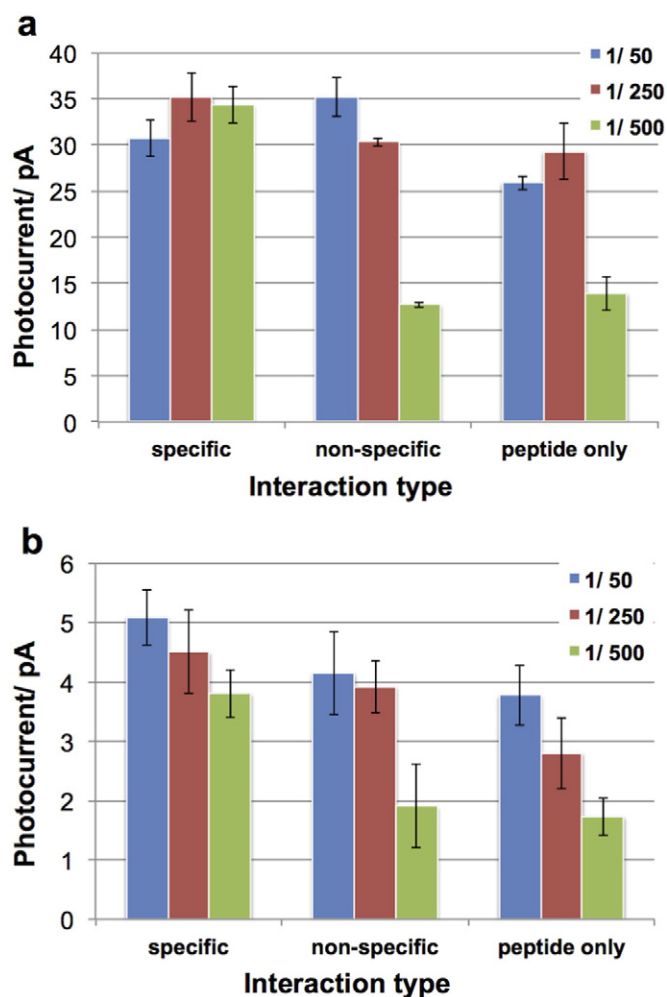 a
40
35
30
25
20
15
10
5
0
Photocurrent/ pA
1/ 50
1/ 250
1/ 500
specific non-specific peptide only
Interaction type
b
6
5
4
3
2
1
0
Photocurrent/ pA
1/ 50
1/ 250
1/ 500
specific non-specific peptide only
Interaction type